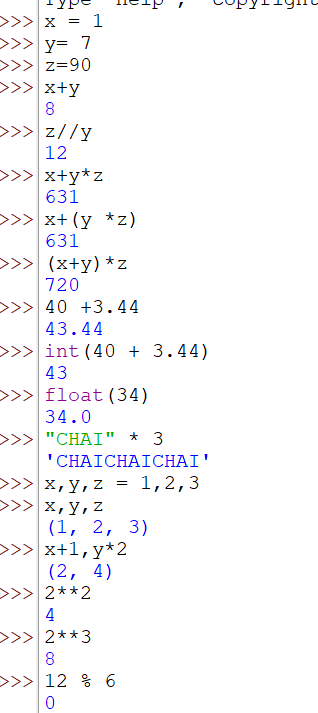 Type "help", "copyright
>>> x = 1
>>> y= 7
>>> z=90
>>> x+y
8
>>> z//y
12
>>> x+y*z
631
>>> x+(y *z)
631
>>> (x+y)*z
720
>>> 40 +3.44
43.44
>>> int(40 + 3.44)
43
>>> float(34)
34.0
>>> "CHAI" * 3
'CHAICHAICHAI'
>>> x,y,z = 1,2,3
>>> x,y,z
(1, 2, 3)
>>> x+1,y*2
(2, 4)
>>> 2**2
4
>>> 2**3
8
>>> 12 % 6
0